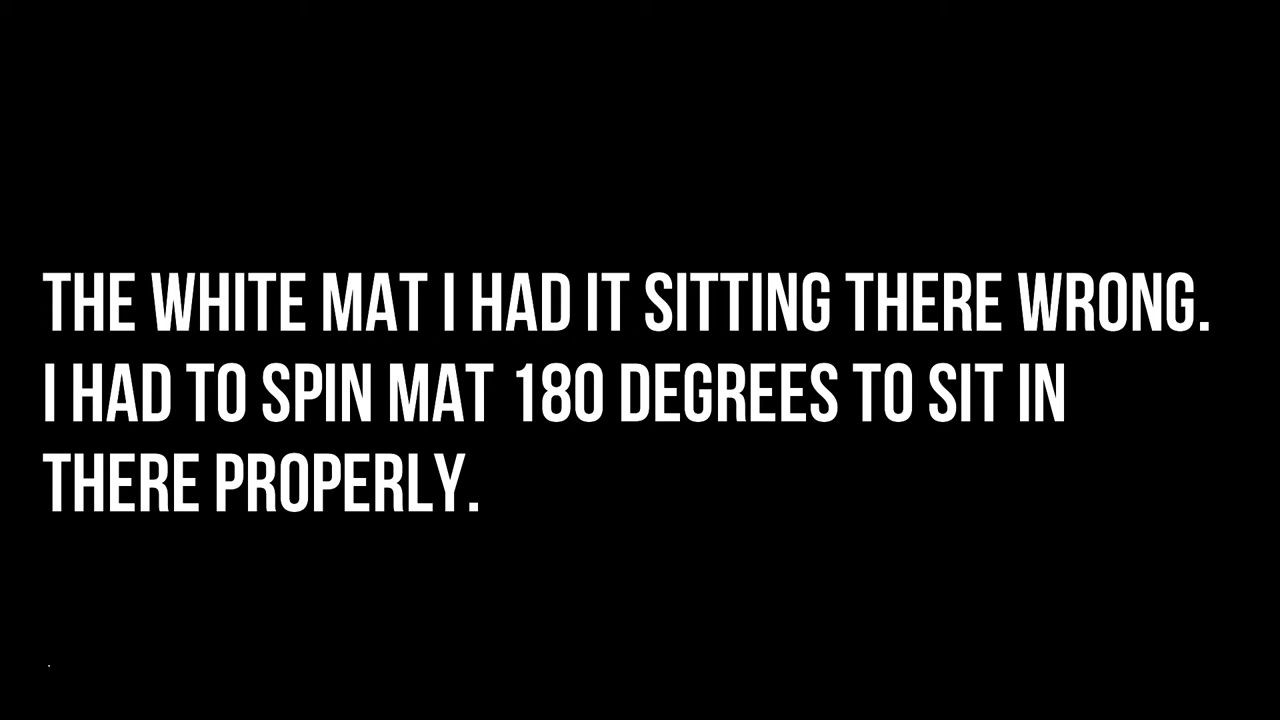 THE WHITE MAT I HAD IT SITTING THERE WRONG.
I HAD TO SPIN MAT 180 DEGREES TO SIT IN
THERE PROPERLY.
.